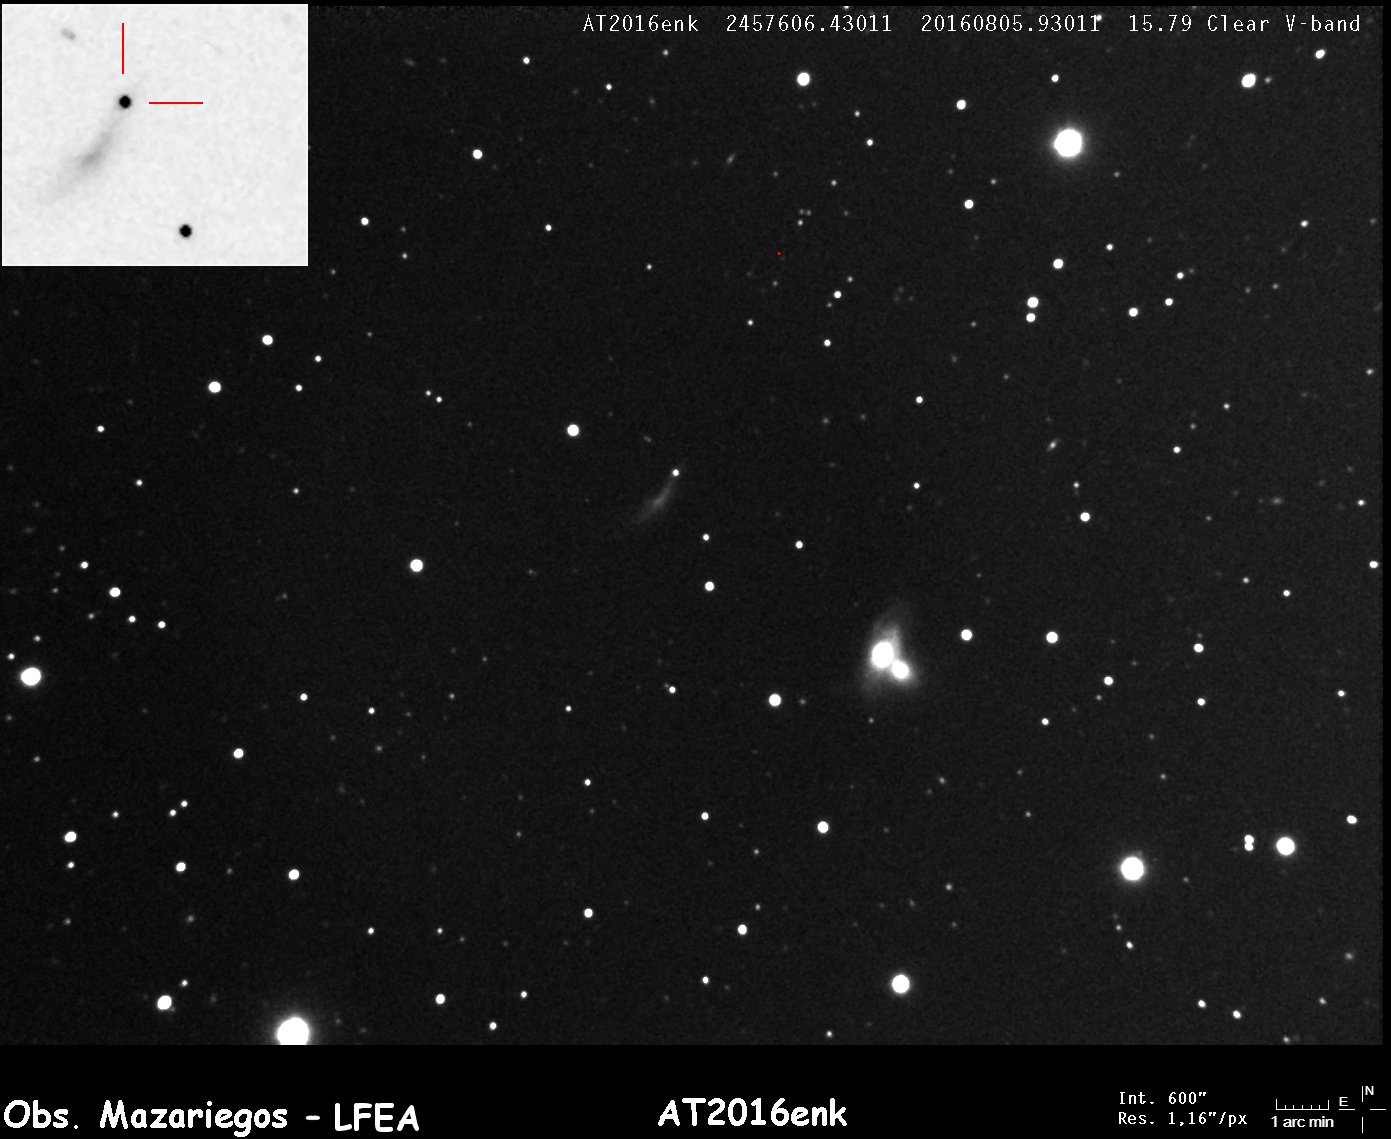 AT2016enk 2457606.43011 20160805.93011 15.79 Clear V-band
Obs. Mazariegos - LFEA
AT2016enk
Int. 600”
Res. 1,16”/px
1 arc min
E
N